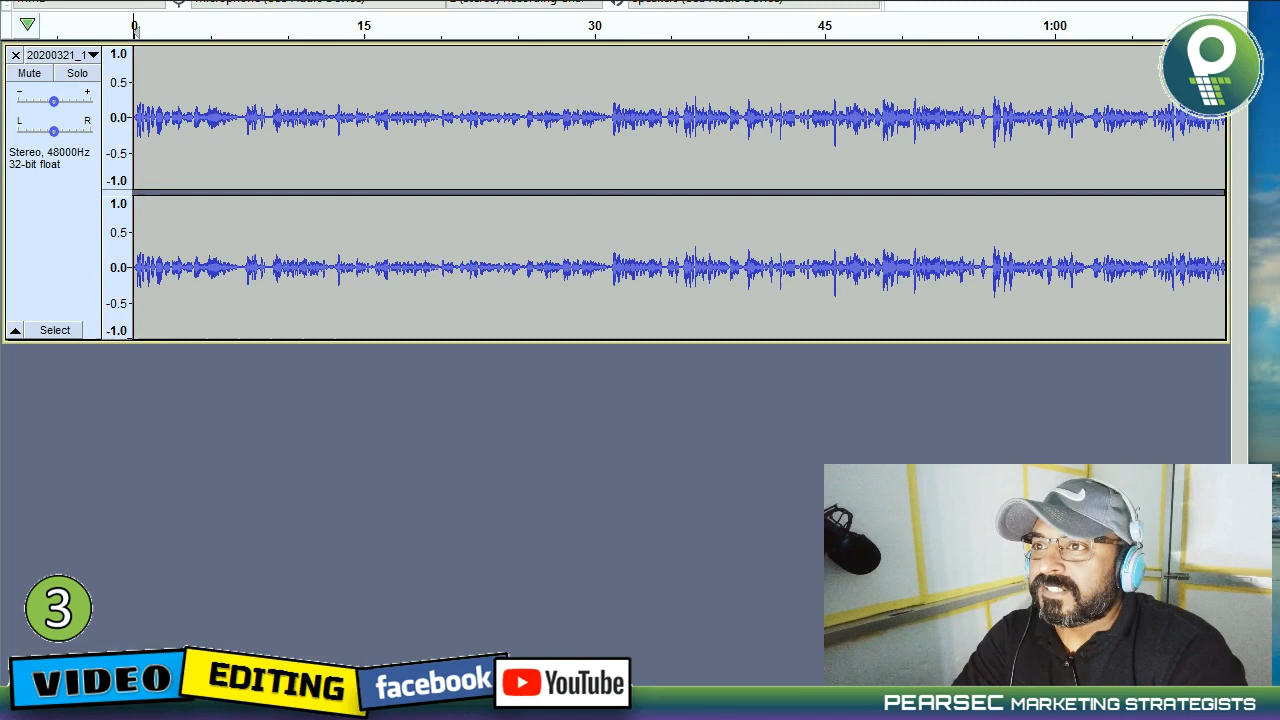 0 15 30 45 1:00
20200321_1
Mute Solo
- +
L R
Stereo, 48000Hz
32-bit float
Select
1.0
0.5
0.0
-0.5
-1.0
1.0
0.5
0.0
-0.5
-1.0
3
VIDEO EDITING facebook YouTube
PEARSEC MARKETING STRATEGISTS